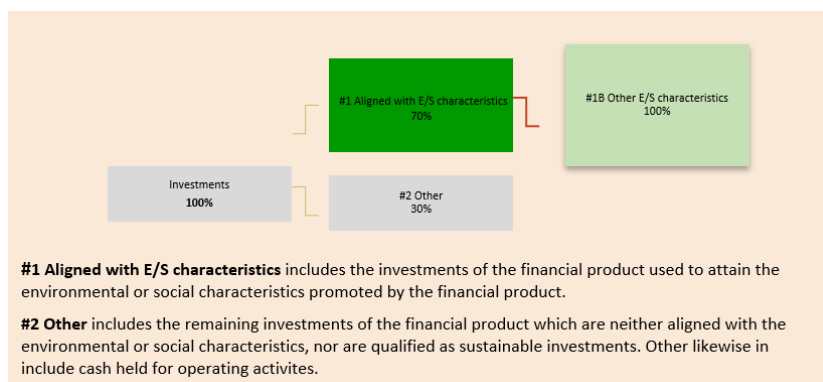 #1 Aligned with E/S characteristics
70%
#1B Other E/S characteristics
100%
Investments
100%
#2 Other
30%
#1 Aligned with E/S characteristics includes the investments of the financial product used to attain the
environmental or social characteristics promoted by the financial product.
#2 Other includes the remaining investments of the financial product which are neither aligned with the
environmental or social characteristics, nor are qualified as sustainable investments. Other likewise in
include cash held for operating activites.